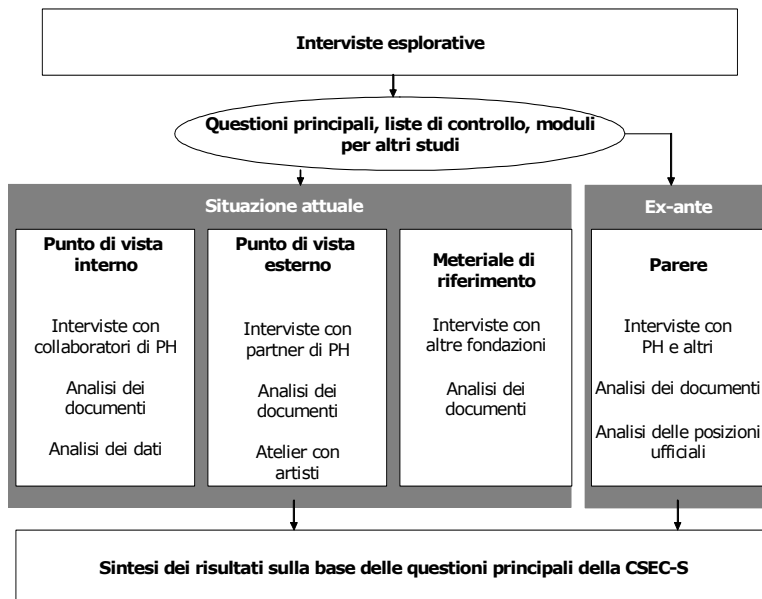 Interviste esplorative
Questioni principali, liste di controllo, moduli
per altri studi
Situazione attuale
Punto di vista
interno
Interviste con
collaboratori di PH
Analisi dei
documenti
Analisi dei dati
Punto di vista
esterno
Interviste con
partner di PH
Analisi dei
documenti
Atelier con
artisti
Meteriale di
riferimento
Interviste con
altre fondazioni
Analisi dei
documenti
Ex-ante
Parere
Interviste con
PH e altri
Analisi dei documenti
Analisi delle posizioni
ufficiali
Sintesi dei risultati sulla base delle questioni principali della CSEC-S